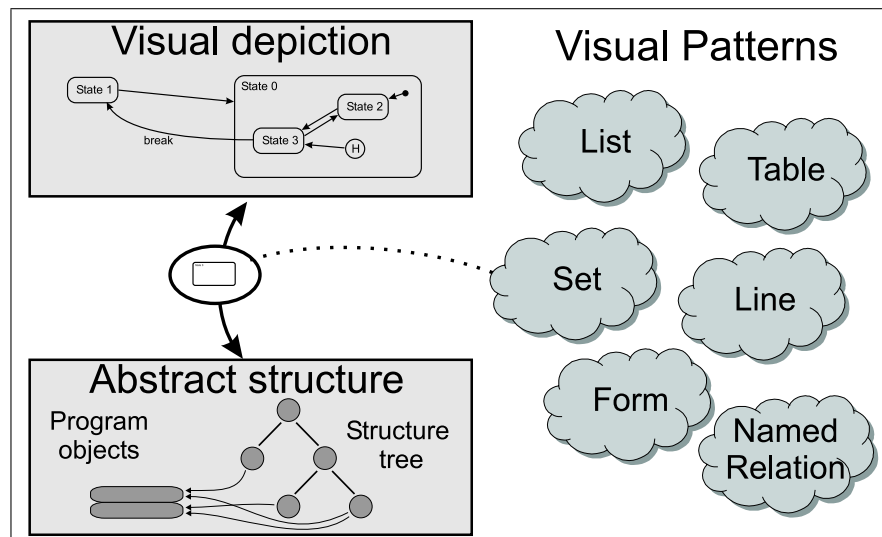 Visual depiction
State 1
State 0
State 2
State 3
break
H
Visual Patterns
List
Table
Set
Line
Form
Named
Relation
Abstract structure
Program
objects
Structure
tree